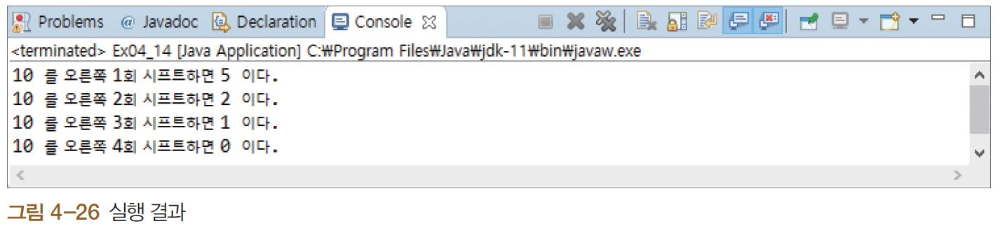 Problems @ Javadoc Declaration Console
<terminated> Ex04_14 [Java Application] C:₩Program Files₩Java₩jdk-11₩bin₩javaw.exe
10 를 오른쪽 1회 시프트하면 5 이다.
10 를 오른쪽 2회 시프트하면 2 이다.
10 를 오른쪽 3회 시프트하면 1 이다.
10 를 오른쪽 4회 시프트하면 0 이다.
그림 4-26 실행 결과